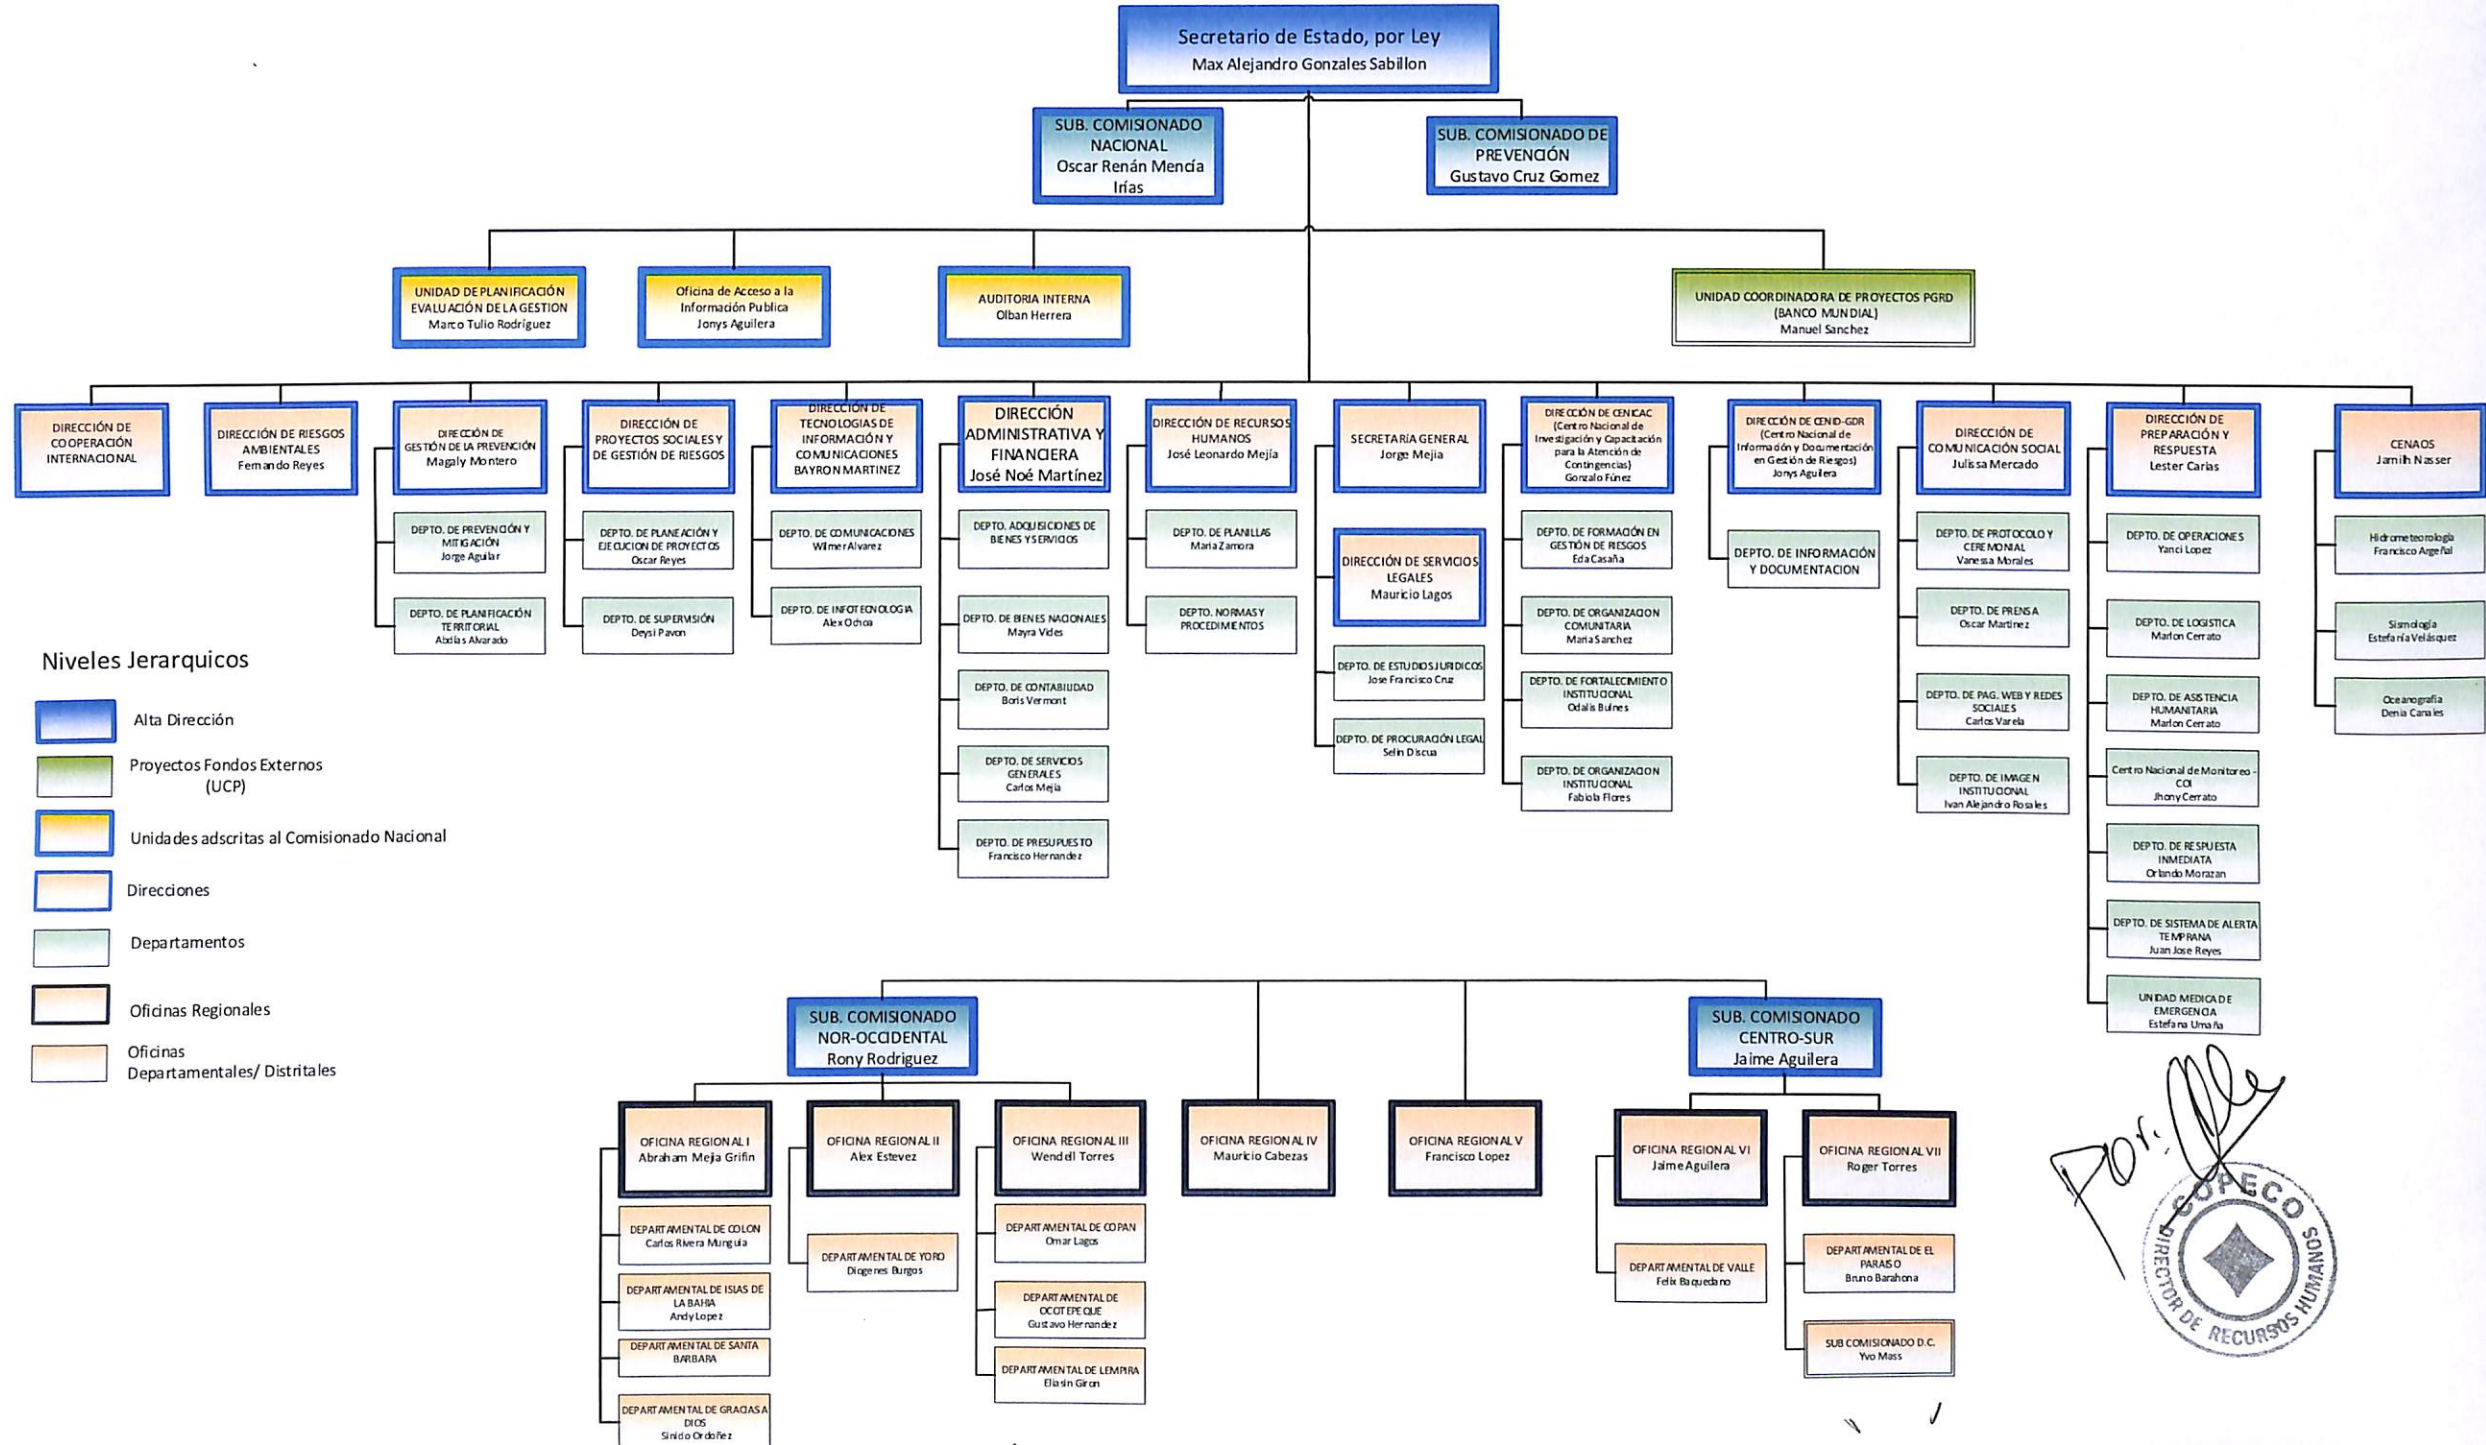 Secretario de Estado, por Ley
Max Alejandro Gonzales Sabillon
SUB. COMISIONADO
NACIONAL
Oscar Renán Mencía
Irías
SUB. COMISIONADO DE
PREVENCIÓN
Gustavo Cruz Gomez
UNIDAD DE PLANIFICACIÓN
EVALUACIÓN DE LA GESTION
Marco Tulio Rodríguez
Oficina de Acceso a la
Información Publica
Jonys Aguilera
AUDITORIA INTERNA
Olban Herrera
UNIDAD COORDINADORA DE PROYECTOS PGRD
(BANCO MUNDIAL)
Manuel Sanchez
DIRECCIÓN DE
COOPERACIÓN
INTERNACIONAL
DIRECCIÓN DE RIESGOS
AMBIENTALES
Fernando Reyes
DIRECCIÓN DE
GESTIÓN DE LA PREVENCIÓN
Magaly Montero
DEPTO. DE PREVENCIÓN Y
MITIGACIÓN
Jorge Aguilar
DEPTO. DE PLANIFICACIÓN
TERRITORIAL
Abdías Alvarado
DIRECCIÓN DE
PROYECTOS SOCIALES Y
DE GESTIÓN DE RIESGOS
DEPTO. DE PLANEACIÓN Y
EJECUCION DE PROYECTOS
Oscar Reyes
DEPTO. DE SUPERVISIÓN
Deysi Pavon
DIRECCIÓN DE
TECNOLOGIAS DE
INFORMACIÓN Y
COMUNICACIONES
BAYRON MARTINEZ
DEPTO. DE COMUNICACIONES
Wilmer Alvarez
DEPTO. DE INFOTECNOLOGIA
Alex Ochoa
DIRECCIÓN
ADMINISTRATIVA Y
FINANCIERA
José Noé Martínez
DEPTO. ADQUISICIONES DE
BIENES Y SERVICIOS
DEPTO. DE BIENES NACIONALES
Mayra Vides
DEPTO. DE CONTABILIDAD
Boris Vermont
DEPTO. DE SERVICIOS
GENERALES
Carlos Mejía
DEPTO. DE PRESUPUESTO
Francisco Hernandez
DIRECCIÓN DE RECURSOS
HUMANOS
José Leonardo Mejía
DEPTO. DE PLANILLAS
Maria Zamora
DEPTO. NORMAS Y
PROCEDIMIENTOS
SECRETARÍA GENERAL
Jorge Mejia
DIRECCIÓN DE SERVICIOS
LEGALES
Mauricio Lagos
DEPTO. DE ESTUDIOS JURIDICOS
Jose Francisco Cruz
DEPTO. DE PROCURACIÓN LEGAL
Selin Discua
DIRECCIÓN DE CENICAC
(Centro Nacional de
Investigación y Capacitación
para la Atención de
Contingencias)
Gonzalo Fúnez
DEPTO. DE FORMACIÓN EN
GESTIÓN DE RIESGOS
Eda Casaña
DEPTO. DE ORGANIZACION
COMUNITARIA
Maria Sanchez
DEPTO. DE FORTALECIMIENTO
INSTITUCIONAL
Odalis Bulnes
DEPTO. DE ORGANIZACION
INSTITUCIONAL
Fabiola Flores
DIRECCIÓN DE CENID-GDR
(Centro Nacional de
Información y Documentación
en Gestión de Riesgos)
Jonys Aguilera
DEPTO. DE INFORMACIÓN
Y DOCUMENTACION
DIRECCIÓN DE
COMUNICACIÓN SOCIAL
Julissa Mercado
DEPTO. DE PROTOCOLO Y
CEREMONIAL
Vanessa Morales
DEPTO. DE PRENSA
Oscar Martinez
DEPTO. DE PAG. WEB Y REDES
SOCIALES
Carlos Varela
DEPTO. DE IMAGEN
INSTITUCIONAL
Ivan Alejandro Rosales
DIRECCIÓN DE
PREPARACIÓN Y
RESPUESTA
Lester Carias
DEPTO. DE OPERACIONES
Yanci Lopez
DEPTO. DE LOGISTICA
Marlon Cerrato
DEPTO. DE ASISTENCIA
HUMANITARIA
Marlon Cerrato
Centro Nacional de Monitoreo -
COI
Jhony Cerrato
DEPTO. DE RESPUESTA
INMEDIATA
Orlando Morazan
DEPTO. DE SISTEMA DE ALERTA
TEMPRANA
Juan Jose Reyes
UNIDAD MEDICA DE
EMERGENCIA
Estefana Umaña
CENAOS
Jamilh Nasser
Hidrometeorología
Francisco Argeñal
Sismología
Estefanía Velásquez
Oceanografía
Denia Canales
Niveles Jerarquicos
Alta Dirección
Proyectos Fondos Externos
(UCP)
Unidades adscritas al Comisionado Nacional
Direcciones
Departamentos
Oficinas Regionales
Oficinas
Departamentales/ Distritales
SUB. COMISIONADO
NOR-OCCIDENTAL
Rony Rodriguez
SUB. COMISIONADO
CENTRO-SUR
Jaime Aguilera
OFICINA REGIONAL I
Abraham Mejia Grifin
DEPARTAMENTAL DE COLON
Carlos Rivera Munguia
DEPARTAMENTAL DE ISLAS DE
LA BAHIA
Andy Lopez
DEPARTAMENTAL DE SANTA
BARBARA
DEPARTAMENTAL DE GRACIAS A
DIOS
Sinicio Ordoñez
OFICINA REGIONAL II
Alex Estevez
DEPARTAMENTAL DE YORO
Diogenes Burgos
OFICINA REGIONAL III
Wendell Torres
DEPARTAMENTAL DE COPAN
Omar Lagos
DEPARTAMENTAL DE
OCOTEPEQUE
Gustavo Hernandez
DEPARTAMENTAL DE LEMPIRA
Eliasin Giron
OFICINA REGIONAL IV
Mauricio Cabezas
OFICINA REGIONAL V
Francisco Lopez
OFICINA REGIONAL VI
Jaime Aguilera
DEPARTAMENTAL DE VALLE
Felix Baquedano
OFICINA REGIONAL VII
Roger Torres
DEPARTAMENTAL DE EL
PARAISO
Bruno Barahona
SUB COMISIONADO D.C.
Yvo Mass
Por:
COPECO
DIRECTOR DE RECURSOS HUMANOS